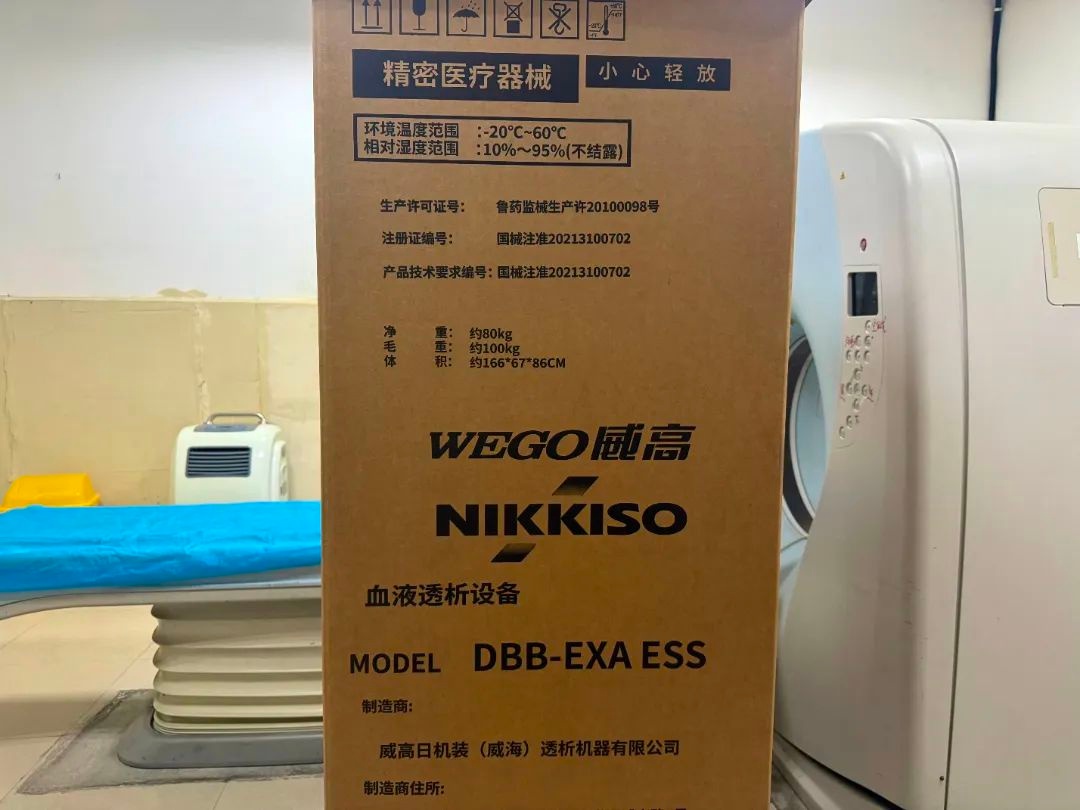 精密医疗器械
小心轻放
环境温度范围 :-20℃~60℃
相对湿度范围 :10%～95%(不结露)
生产许可证号: 鲁药监械生产许20100098号
注册证编号: 国械注准20213100702
产品技术要求编号: 国械注准20213100702
净 重: 约80kg
毛 重: 约100kg
体 积: 约166*67*86CM
WEGO威高
NIKKISO
血液透析设备
MODEL DBB-EXA ESS
制造商:
威高日机装（威海）透析机器有限公司
制造商住所: